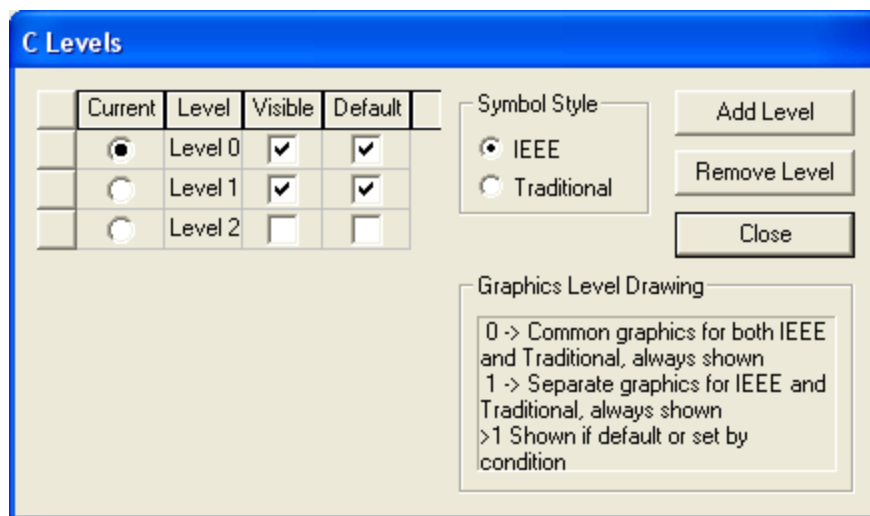 C Levels
Current Level Visible Default
Level 0
Level 1
Level 2
Symbol Style
IEEE
Traditional
Add Level
Remove Level
Close
Graphics Level Drawing
0 -> Common graphics for both IEEE
and Traditional, always shown
1 -> Separate graphics for IEEE and
Traditional, always shown
>1 Shown if default or set by
condition